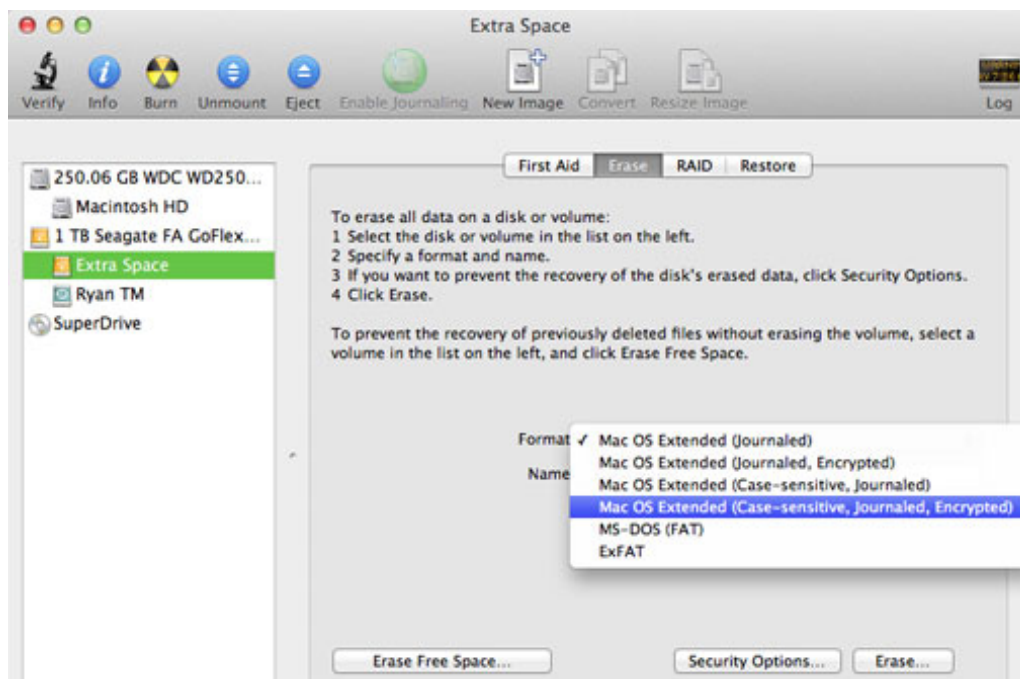 Extra Space
Verify Info Burn Unmount Eject Enable Journaling New Image Convert Resize Image Log
250.06 GB WDC WD250...
Macintosh HD
1 TB Seagate FA GoFlex...
Extra Space
Ryan TM
SuperDrive
First Aid Erase RAID Restore
To erase all data on a disk or volume:
1 Select the disk or volume in the list on the left.
2 Specify a format and name.
3 If you want to prevent the recovery of the disk's erased data, click Security Options.
4 Click Erase.
To prevent the recovery of previously deleted files without erasing the volume, select a
volume in the list on the left, and click Erase Free Space.
Format ✓ Mac OS Extended (Journaled)
Mac OS Extended (Journaled, Encrypted)
Name
Mac OS Extended (Case-sensitive, Journaled)
Mac OS Extended (Case-sensitive, Journaled, Encrypted)
MS-DOS (FAT)
ExFAT
Erase Free Space... Security Options... Erase...